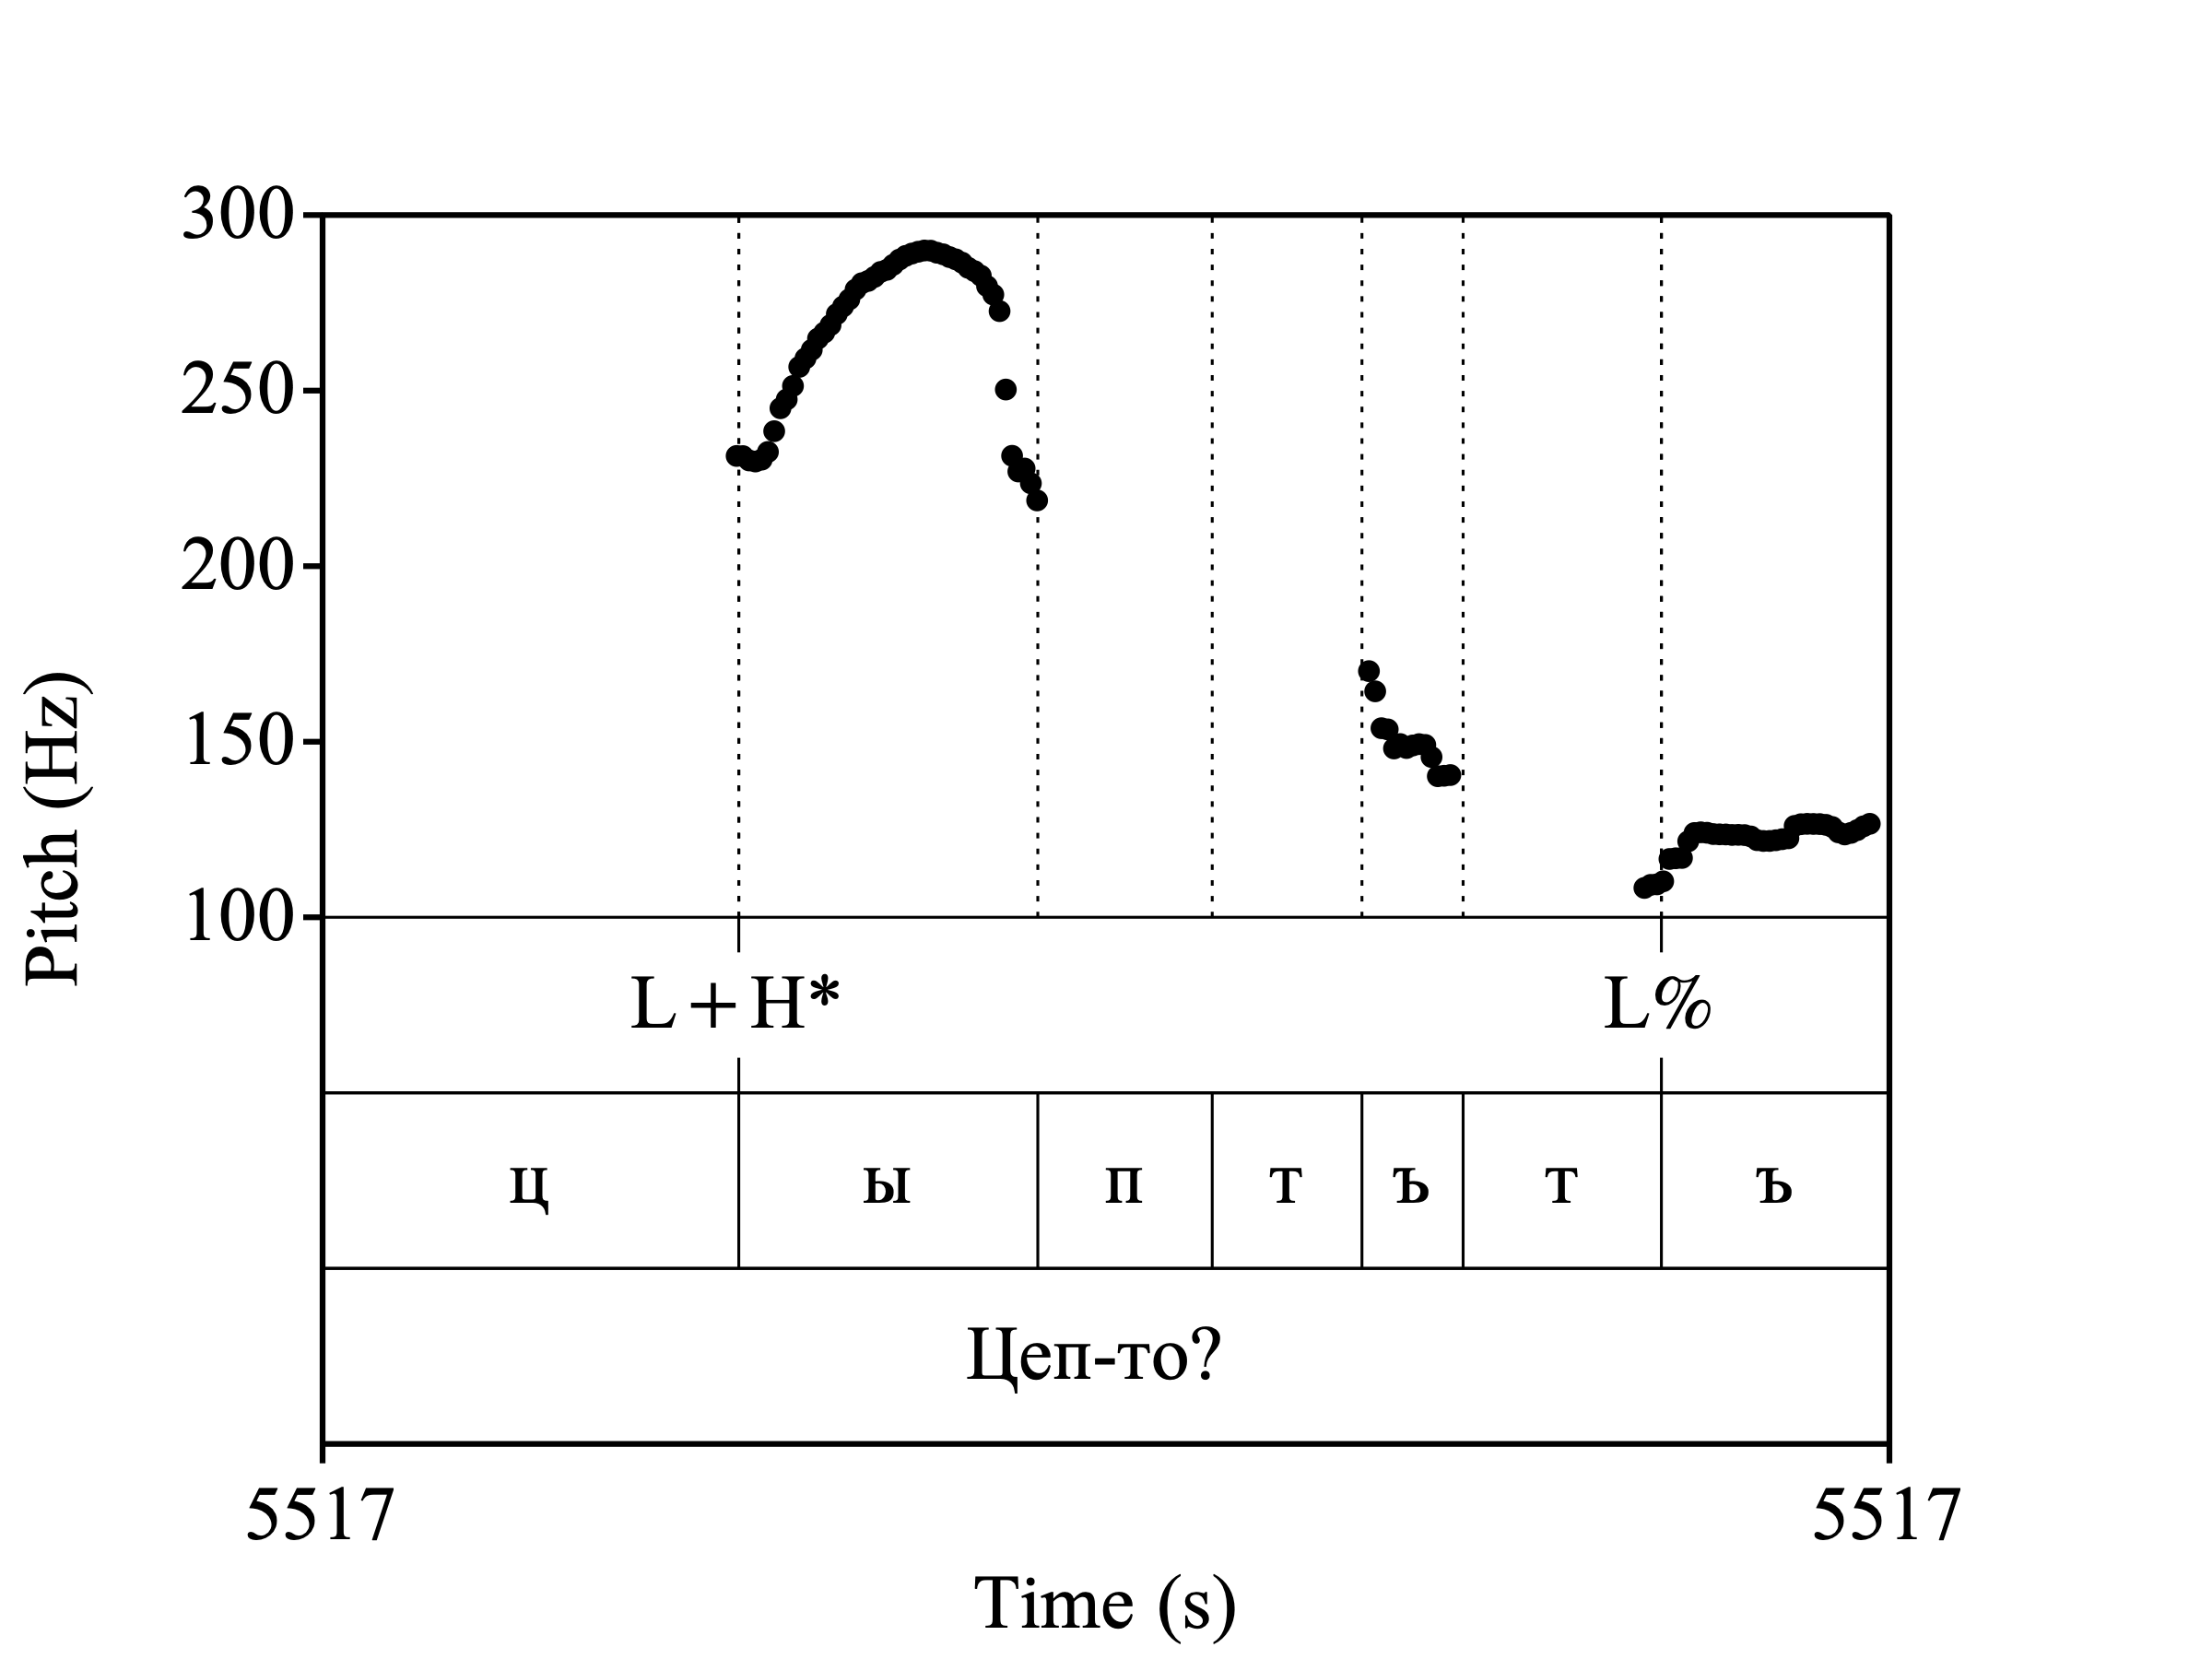 300
250
200
150
100
Pitch (Hz)
L+H* L%
ц ы п т ъ т ъ
Цеп-то?
5517 5517
Time (s)